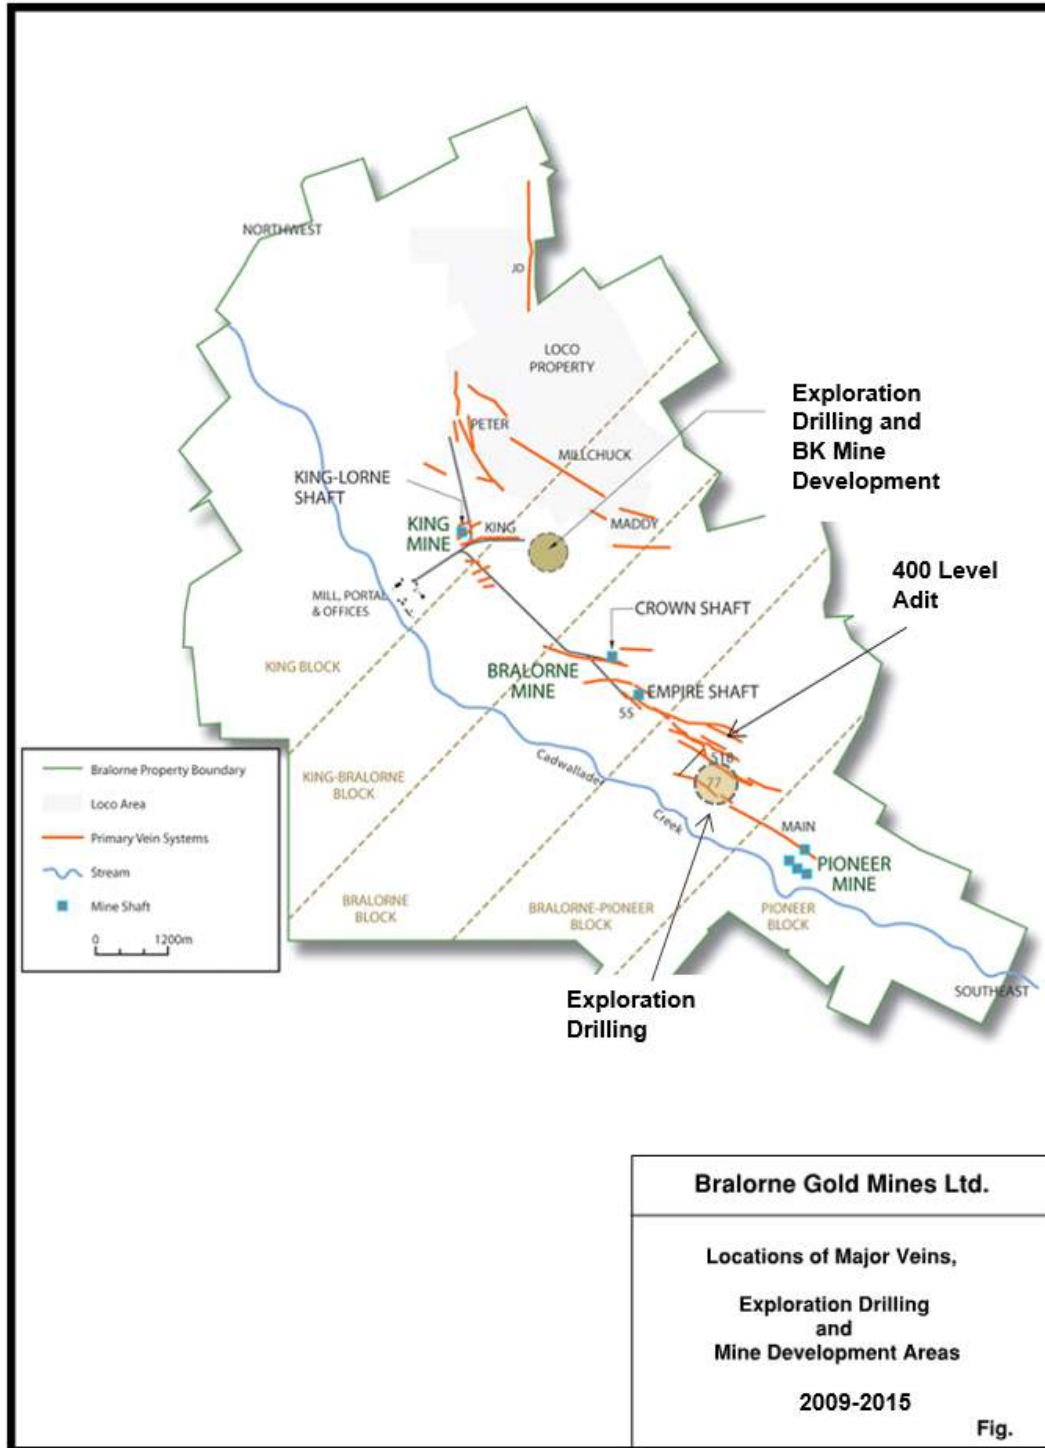 NORTHWEST
JD
LOCO
PROPERTY
Exploration
Drilling and
BK Mine
Development
PETER
MILLCHUCK
KING-LORNE
SHAFT
KING
MINE
KING
MADDY
400 Level
Adit
MILL, PORTAL
& OFFICES
CROWN SHAFT
KING BLOCK
BRALORNE
MINE
EMPIRE SHAFT
55
51B
77
Cadwallader
Creek
KING-BRALORNE
BLOCK
MAIN
PIONEER
MINE
BRALORNE
BLOCK
BRALORNE-PIONEER
BLOCK
PIONEER
BLOCK
SOUTHEAST
Exploration
Drilling
Bralorne Property Boundary
Loco Area
Primary Vein Systems
Stream
Mine Shaft
0 1200m
Bralorne Gold Mines Ltd.
Locations of Major Veins,
Exploration Drilling
and
Mine Development Areas
2009-2015
Fig.